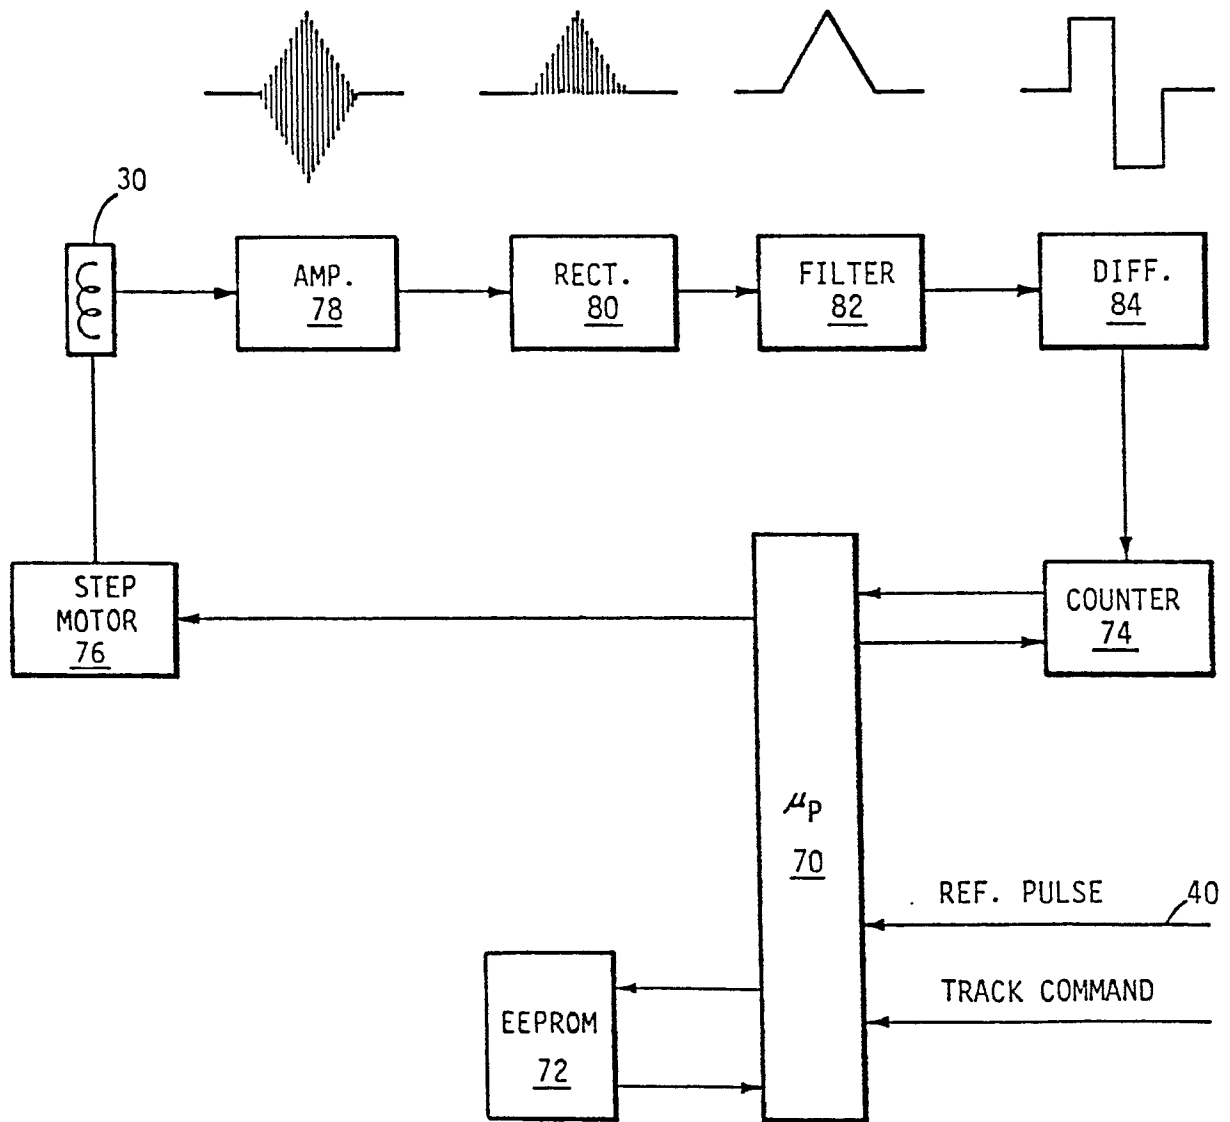 30
AMP.
78
RECT.
80
FILTER
82
DIFF.
84
STEP
MOTOR
76
COUNTER
74
μP
70
REF. PULSE
40
TRACK COMMAND
EEPROM
72